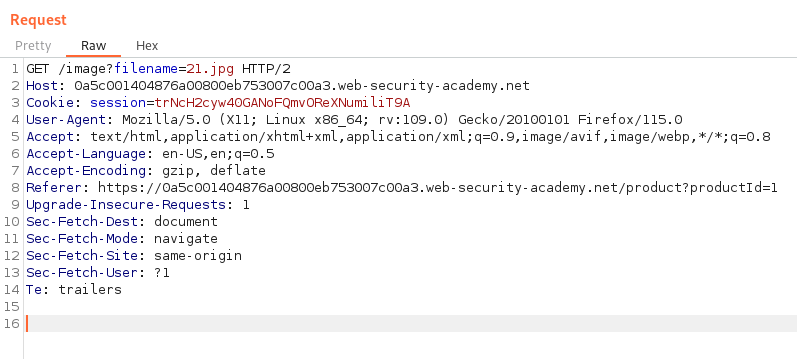 Request
Pretty Raw Hex
1 GET /image?filename=21.jpg HTTP/2
2 Host: 0a5c001404876a00800eb753007c00a3.web-security-academy.net
3 Cookie: session=trNcH2cyw40GANoFQmvOReXNumiliT9A
4 User-Agent: Mozilla/5.0 (X11; Linux x86_64; rv:109.0) Gecko/20100101 Firefox/115.0
5 Accept: text/html,application/xhtml+xml,application/xml;q=0.9,image/avif,image/webp,*/*;q=0.8
6 Accept-Language: en-US,en;q=0.5
7 Accept-Encoding: gzip, deflate
8 Referer: https://0a5c001404876a00800eb753007c00a3.web-security-academy.net/product?productId=1
9 Upgrade-Insecure-Requests: 1
10 Sec-Fetch-Dest: document
11 Sec-Fetch-Mode: navigate
12 Sec-Fetch-Site: same-origin
13 Sec-Fetch-User: ?1
14 Te: trailers
15
16